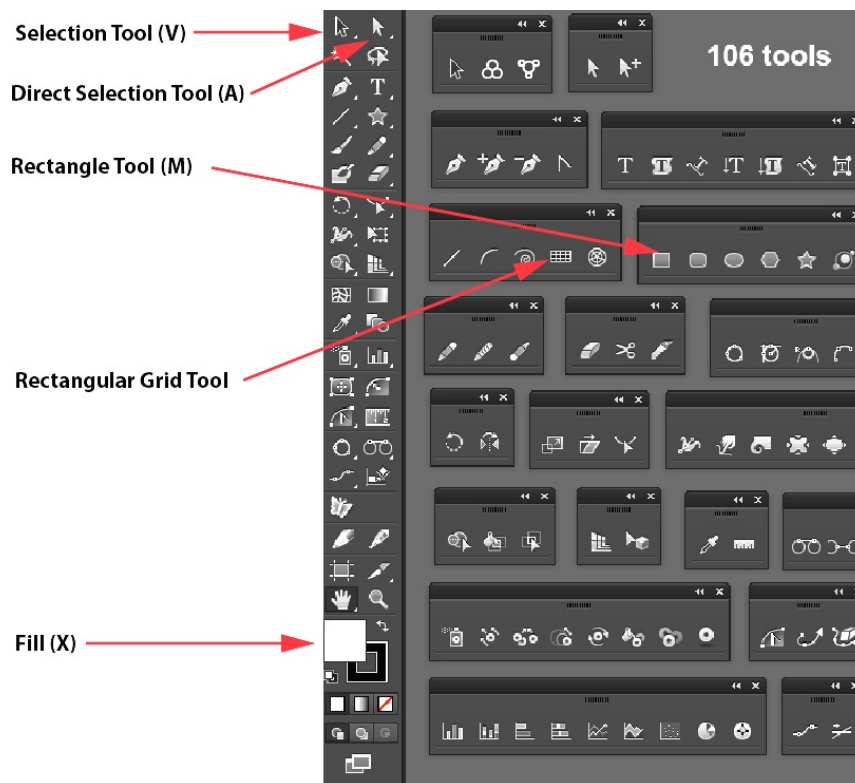 Selection Tool (V)
106 tools
Direct Selection Tool (A)
Rectangle Tool (M)
Rectangular Grid Tool
Fill (X)